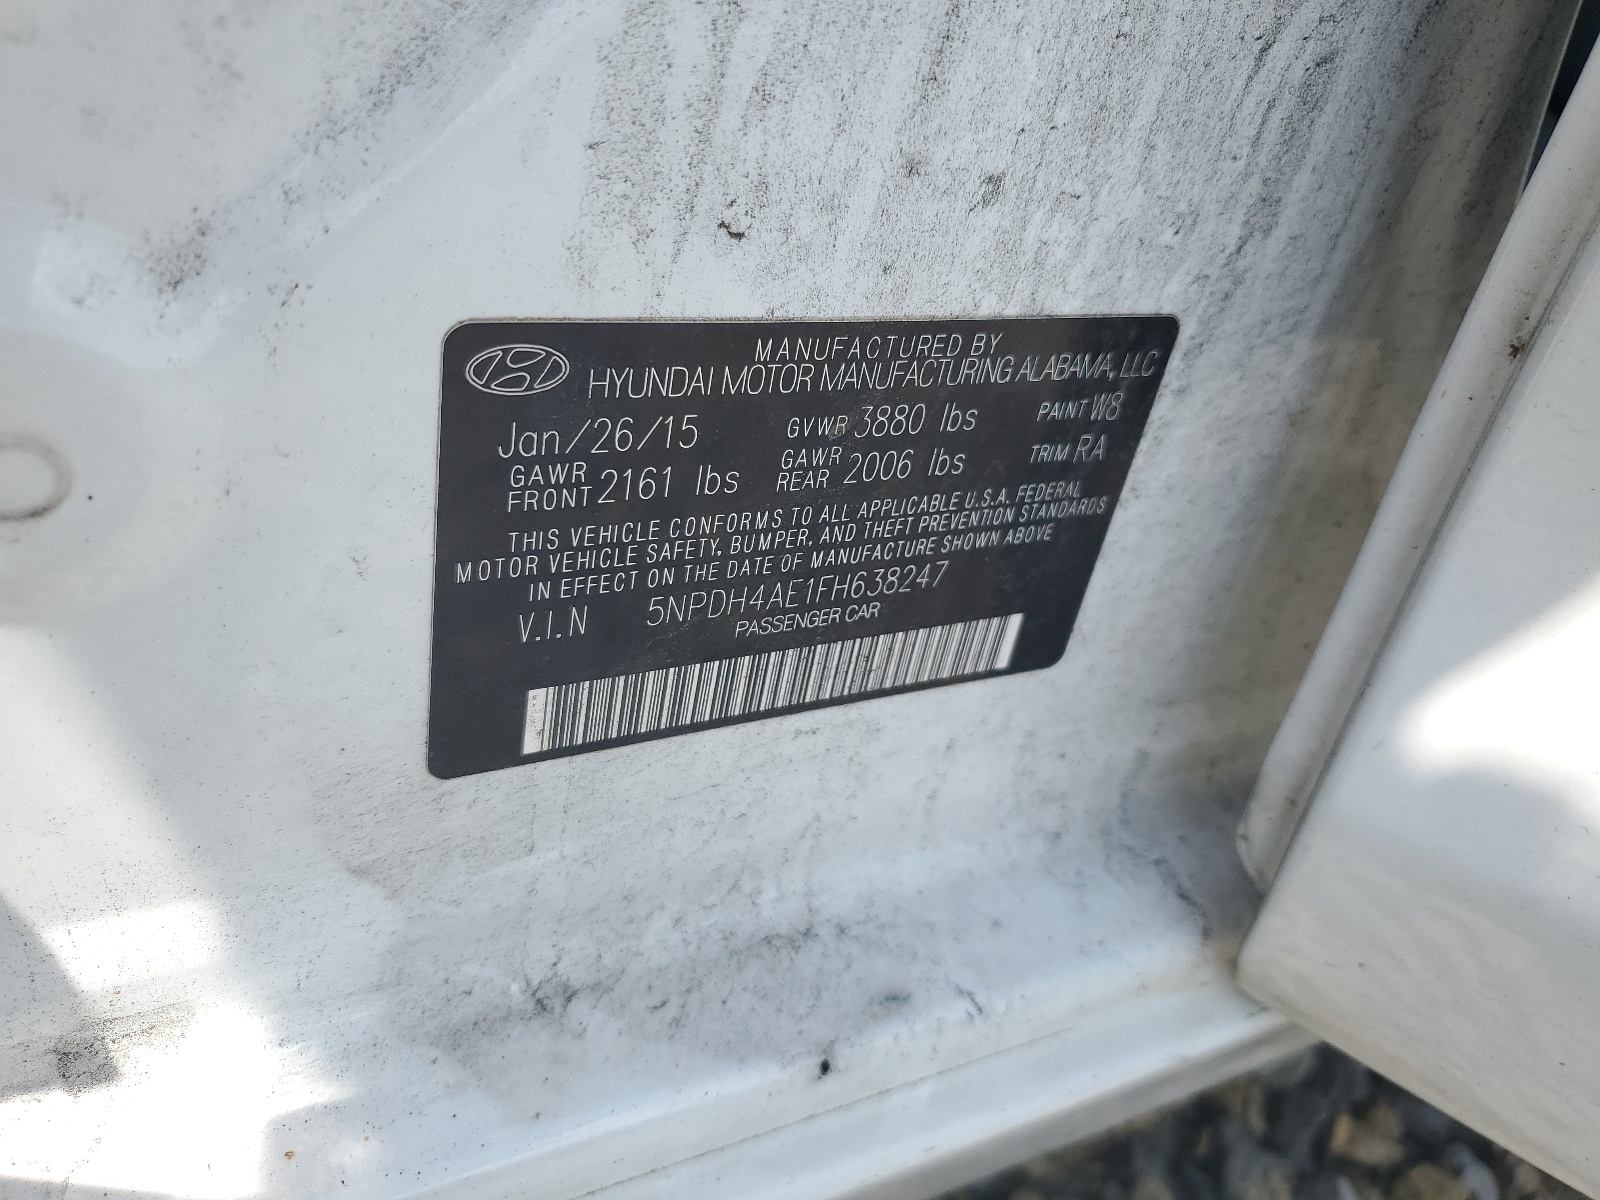 MANUFACTURED BY
HYUNDAI MOTOR MANUFACTURING ALABAMA, LLC
Jan/26/15 GVWR 3880 lbs PAINT W8
GAWR FRONT 2161 lbs GAWR REAR 2006 lbs TRIM RA
THIS VEHICLE CONFORMS TO ALL APPLICABLE U.S.A. FEDERAL
MOTOR VEHICLE SAFETY, BUMPER, AND THEFT PREVENTION STANDARDS
IN EFFECT ON THE DATE OF MANUFACTURE SHOWN ABOVE
V.I.N 5NPDH4AE1FH638247
PASSENGER CAR